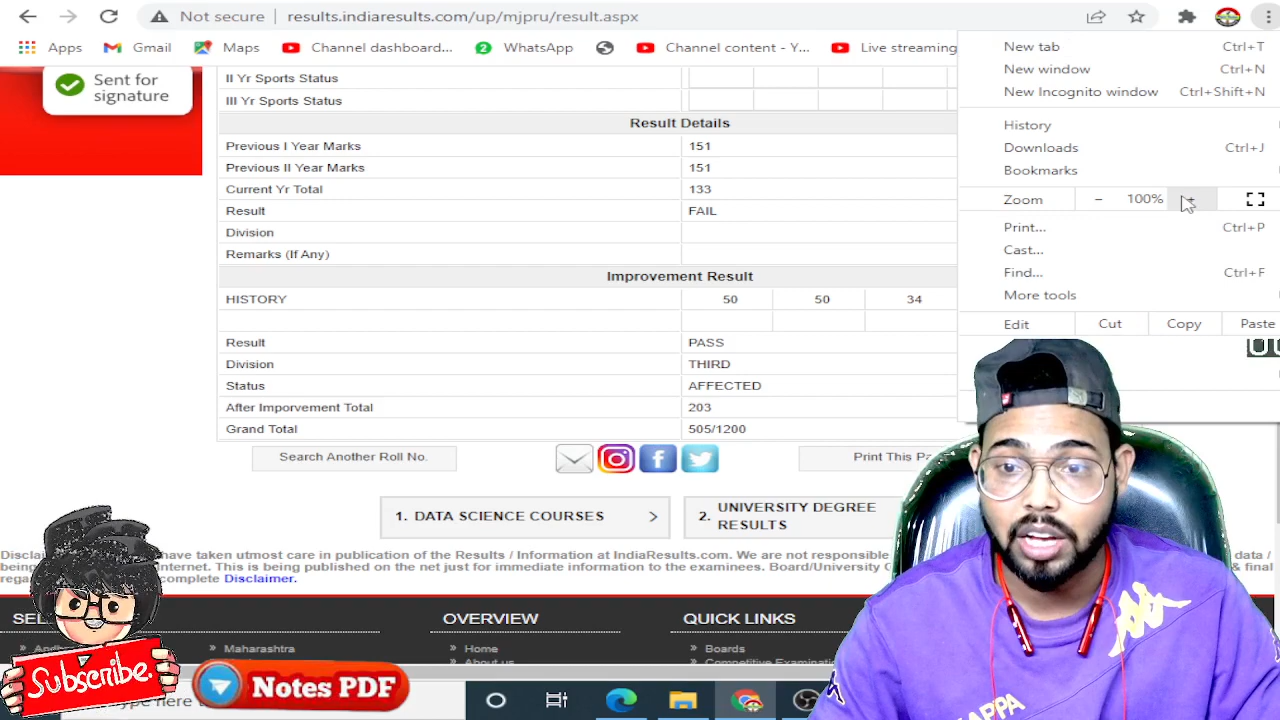 Not secure results.indiaresults.com/up/mjpru/result.aspx
Apps Gmail Maps Channel dashboard... 2 WhatsApp Channel content - Y... Live streaming
New tab Ctrl+T
New window Ctrl+N
New Incognito window Ctrl+Shift+N
History
Downloads Ctrl+J
Bookmarks
Zoom − 100% +
Print... Ctrl+P
Cast...
Find... Ctrl+F
More tools
Edit Cut Copy Paste
Sent for
signature
II Yr Sports Status
III Yr Sports Status
Result Details
Previous I Year Marks 151
Previous II Year Marks 151
Current Yr Total 133
Result FAIL
Division
Remarks (If Any)
Improvement Result
HISTORY 50 50 34
Result PASS
Division THIRD
Status AFFECTED
After Imporvement Total 203
Grand Total 505/1200
Search Another Roll No. Print This
1. DATA SCIENCE COURSES >
2. UNIVERSITY DEGREE
RESULTS
have taken utmost care in publication of the Results / Information at IndiaResults.com. We are not responsible data /
being published on the net just for immediate information to the examinees. Board/University final
complete Disclaimer.
OVERVIEW QUICK LINKS
» Maharashtra » Home » Boards
» About us » Competitive
Subscribe
Notes PDF
here
KAPPA